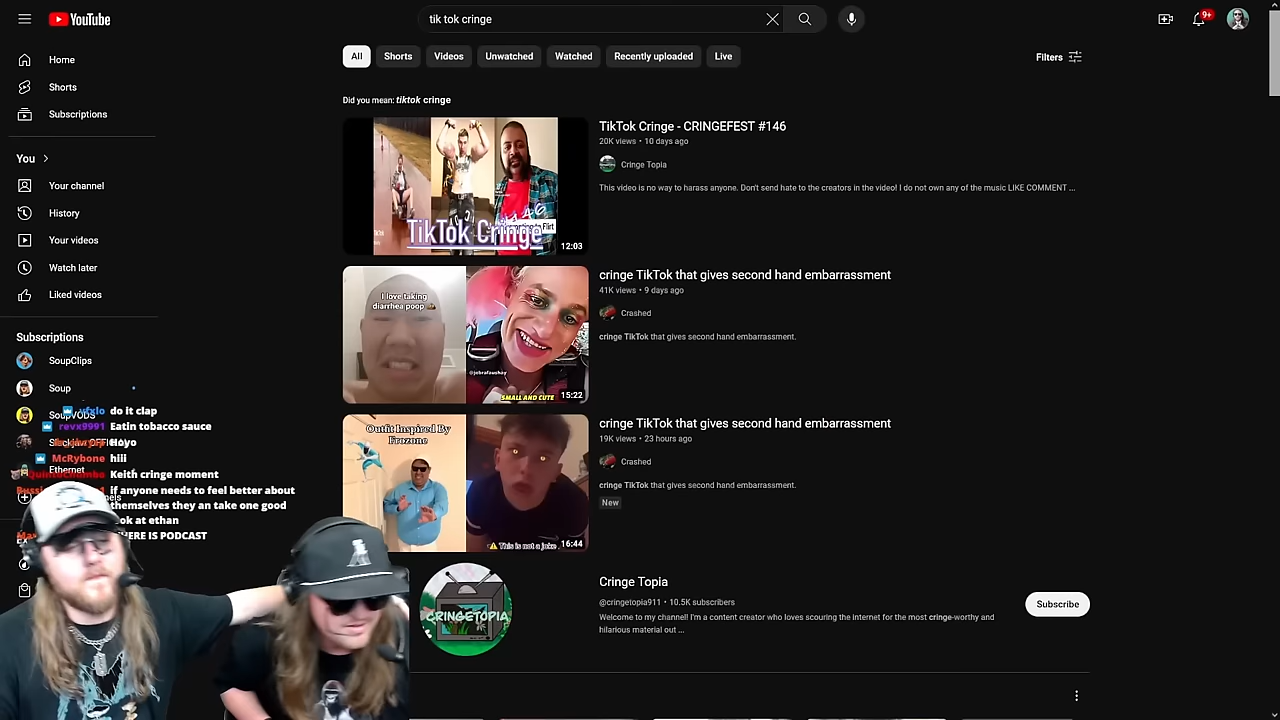 YouTube
tik tok cringe
9+
Home
Shorts
Subscriptions
You
Your channel
History
Your videos
Watch later
Liked videos
Subscriptions
SoupClips
Soup
SoupVODS
Ethernet
All
Shorts
Videos
Unwatched
Watched
Recently uploaded
Live
Filters
Did you mean: tiktok cringe
TikTok Cringe
12:03
TikTok Cringe - CRINGEFEST #146
20K views • 10 days ago
Cringe Topia
This video is no way to harass anyone. Don't send hate to the creators in the video! I do not own any of the music LIKE COMMENT ...
I love taking
diarrhea poop
@jebrafaushay
SMALL AND CUTE
15:22
cringe TikTok that gives second hand embarrassment
41K views • 9 days ago
Crashed
cringe TikTok that gives second hand embarrassment.
Outfit Inspired By
Frozone
This is not a joke
16:44
cringe TikTok that gives second hand embarrassment
19K views • 23 hours ago
Crashed
cringe TikTok that gives second hand embarrassment.
New
CRINGETOPIA
Cringe Topia
@cringetopia911 • 10.5K subscribers
Welcome to my channel! I'm a content creator who loves scouring the internet for the most cringe-worthy and
hilarious material out ...
Subscribe
vfxlo do it clap
revx9991 Eatin tobacco sauce
Hoyo
McRybone hiii
Keith cringe moment
if anyone needs to feel better about
themselves they an take one good
look at ethan
HERE IS PODCAST